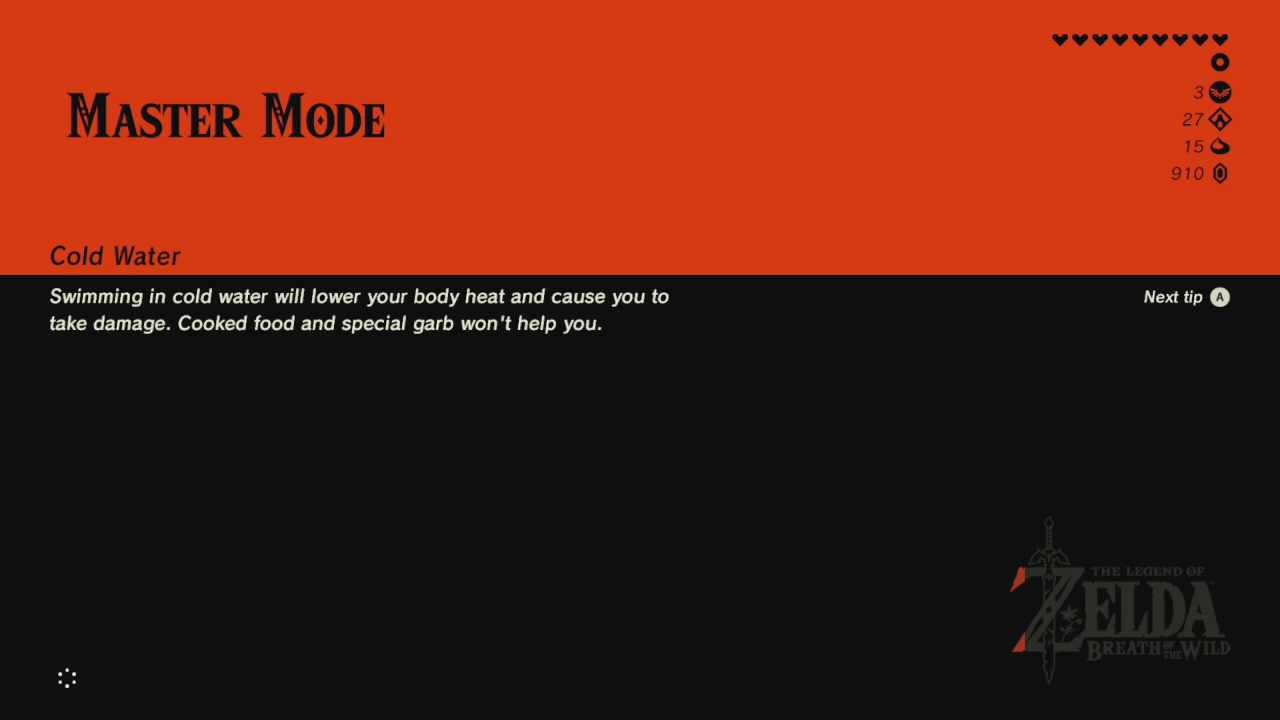 MASTER MODE
3
27
15
910
Cold Water
Swimming in cold water will lower your body heat and cause you to
take damage. Cooked food and special garb won't help you.
Next tip A
THE LEGEND OF
ZELDA
BREATH OF THE WILD